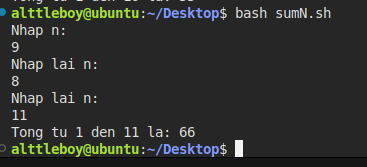 alttleboy@ubuntu:~/Desktop$ bash sumN.sh
Nhap n:
9
Nhap lai n:
8
Nhap lai n:
11
Tong tu 1 den 11 la: 66
alttleboy@ubuntu:~/Desktop$